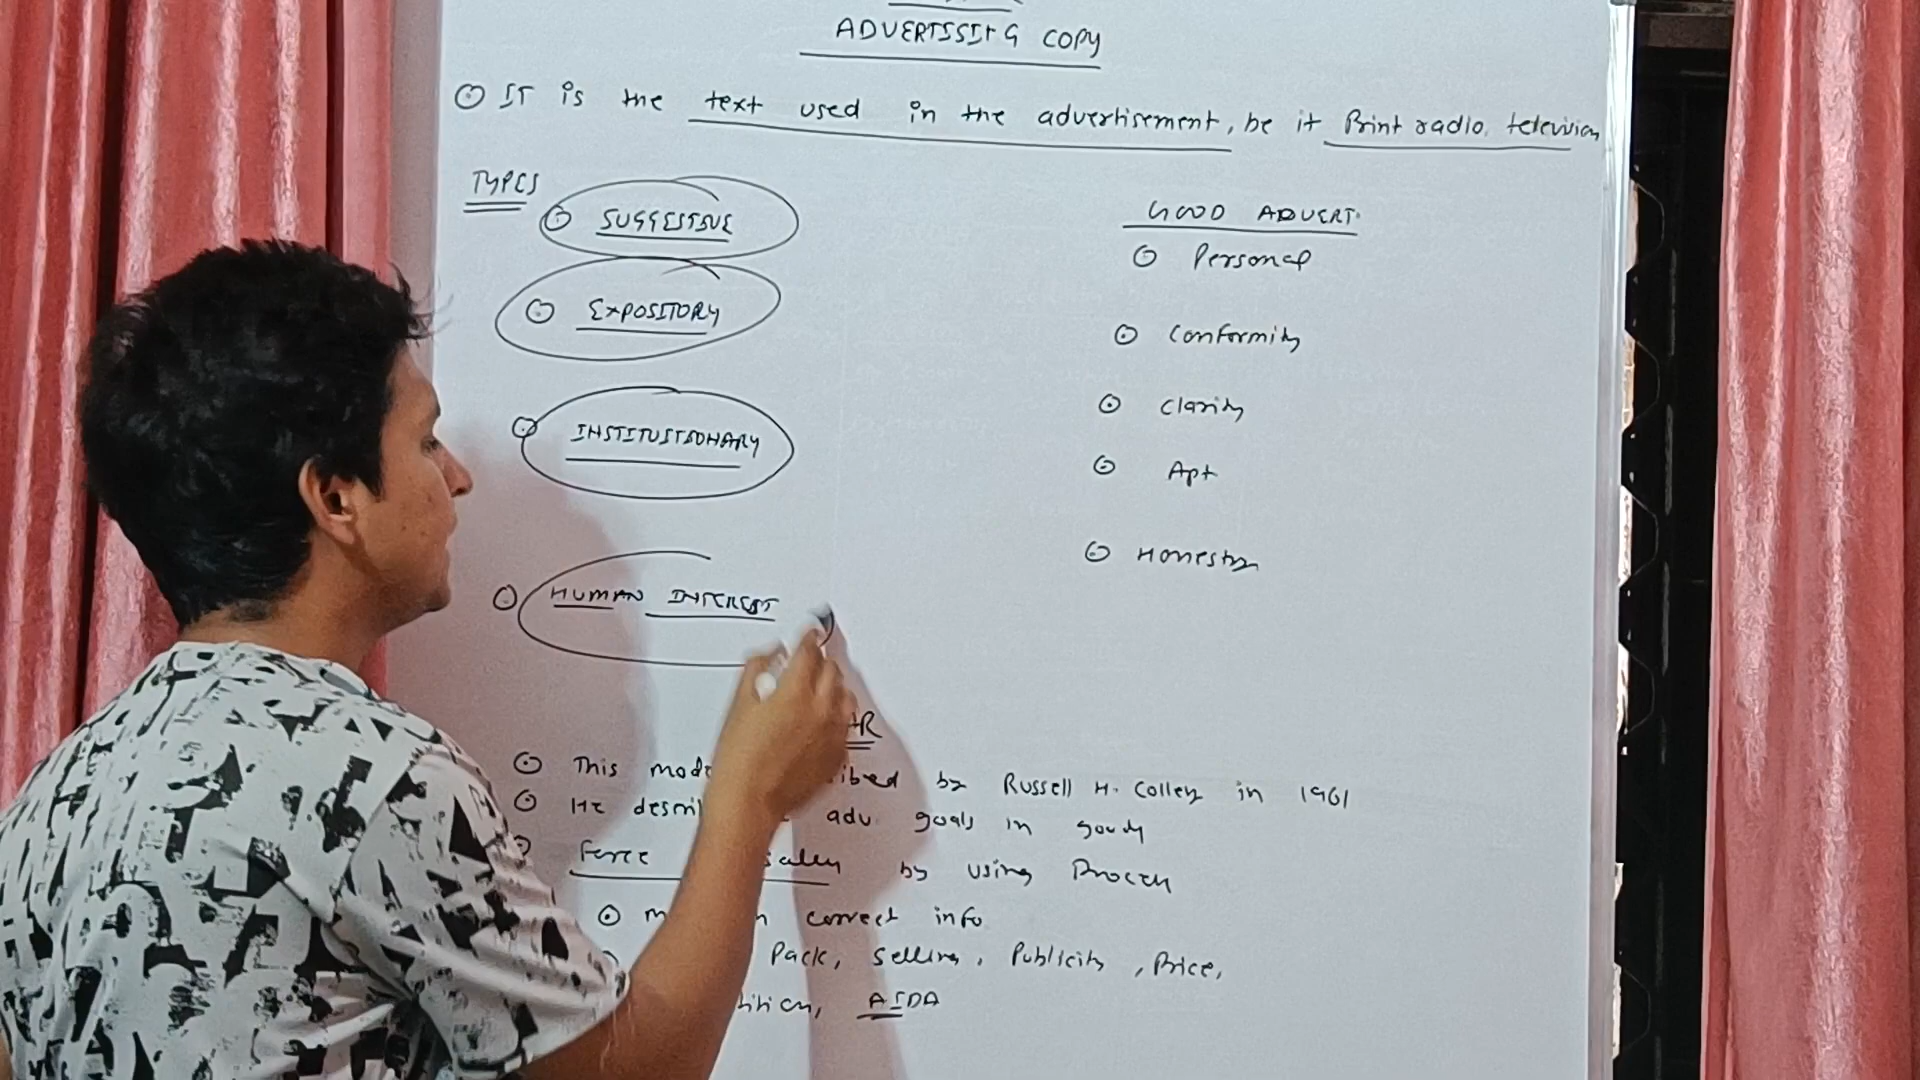 ADVERTISING COPY
IT is the text used in the advertisement, be it Print radio, television
TYPES
SUGGESTIVE
EXPOSITORY
INSTITUITIONARY
HUMAN INTEREST
GOOD ADVERT.
Personal
Conformity
Clarity
Apt
Honesty
AR
This by Russell H. Colley in 1961
He adv. goals in
Force by using Process
correct info
Pack, Selling, Publicity, Price,
AIDA